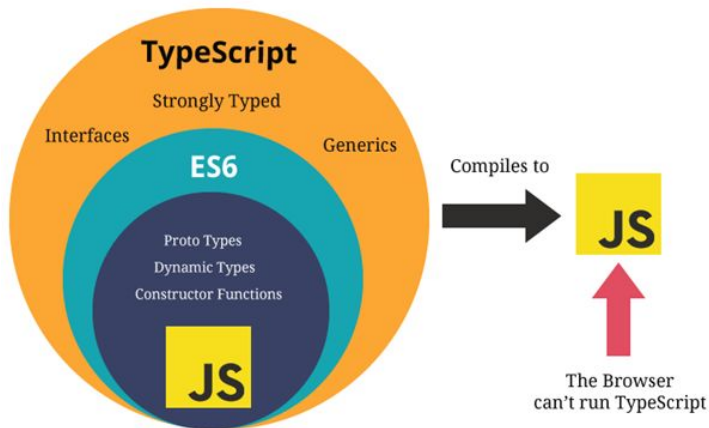 TypeScript
Strongly Typed
Interfaces
Generics
ES6
Proto Types
Dynamic Types
Constructor Functions
JS
Compiles to
JS
The Browser
can't run TypeScript